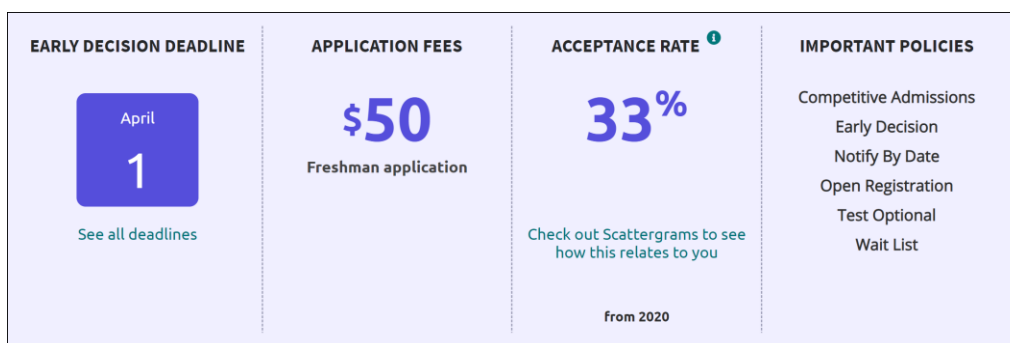 EARLY DECISION DEADLINE
April
1
See all deadlines
APPLICATION FEES
$50
Freshman application
ACCEPTANCE RATE i
33%
Check out Scattergrams to see
how this relates to you
from 2020
IMPORTANT POLICIES
Competitive Admissions
Early Decision
Notify By Date
Open Registration
Test Optional
Wait List